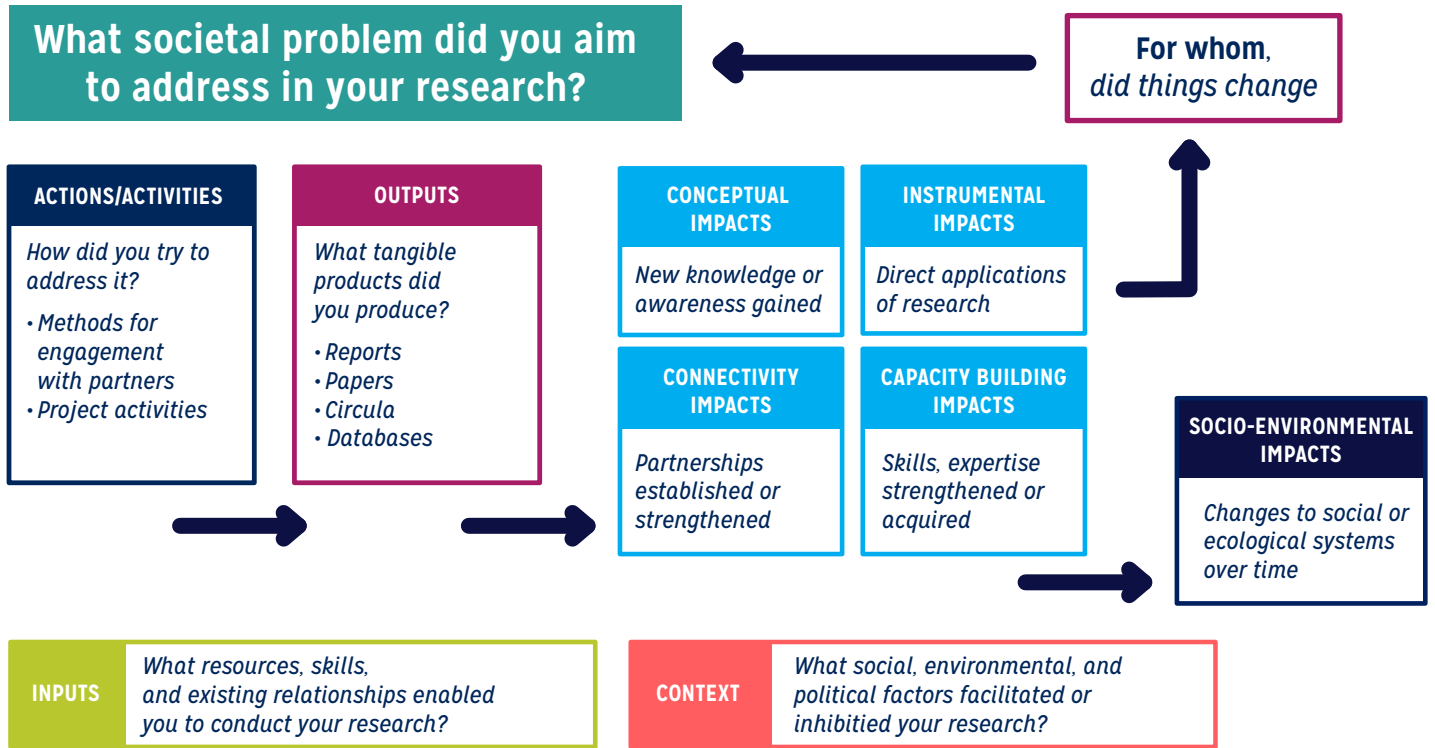 What societal problem did you aim
to address in your research?
For whom,
did things change
ACTIONS/ACTIVITIES
How did you try to
address it?
• Methods for
engagement
with partners
• Project activities
OUTPUTS
What tangible
products did
you produce?
• Reports
• Papers
• Circula
• Databases
CONCEPTUAL
IMPACTS
New knowledge or
awareness gained
INSTRUMENTAL
IMPACTS
Direct applications
of research
CONNECTIVITY
IMPACTS
Partnerships
established or
strengthened
CAPACITY BUILDING
IMPACTS
Skills, expertise
strengthened or
acquired
SOCIO-ENVIRONMENTAL
IMPACTS
Changes to social or
ecological systems
over time
INPUTS
What resources, skills,
and existing relationships enabled
you to conduct your research?
CONTEXT
What social, environmental, and
political factors facilitated or
inhibitied your research?